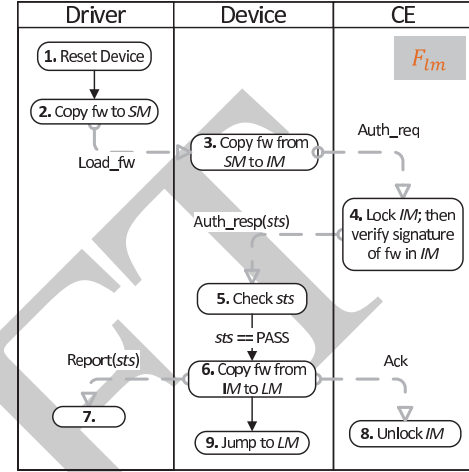 Driver
Device
CE
F_lm
1. Reset Device
2. Copy fw to SM
Load_fw
3. Copy fw from
SM to IM
Auth_req
4. Lock IM; then
verify signature
of fw in IM
Auth_resp(sts)
5. Check sts
sts == PASS
Report(sts)
6. Copy fw from
IM to LM
Ack
7.
8. Unlock IM
9. Jump to LM